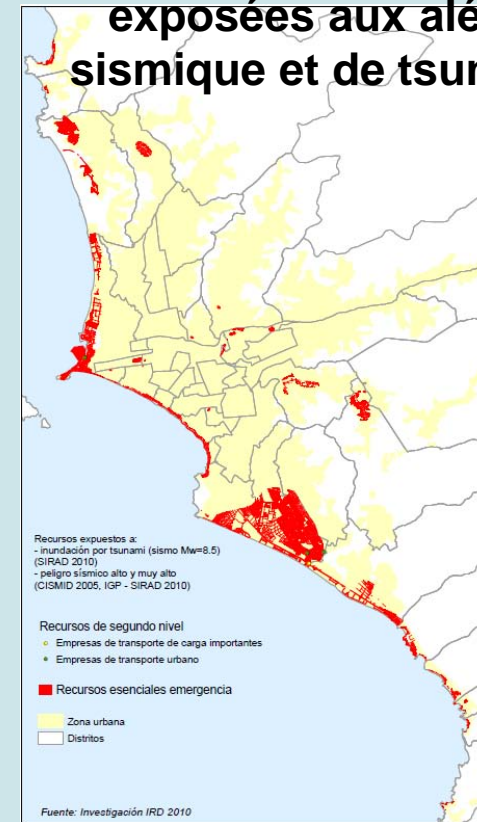 exposées aux alé
sismique et de tsun
Recursos expuestos a:
- inundación por tsunami (sismo Mw=8.5)
(SIRAD 2010)
- peligro sísmico alto y muy alto
(CISMID 2005, IGP - SIRAD 2010)
Recursos de segundo nivel
Empresas de transporte de carga importantes
Empresas de transporte urbano
Recursos esenciales emergencia
Zona urbana
Distritos
Fuente: Investigación IRD 2010